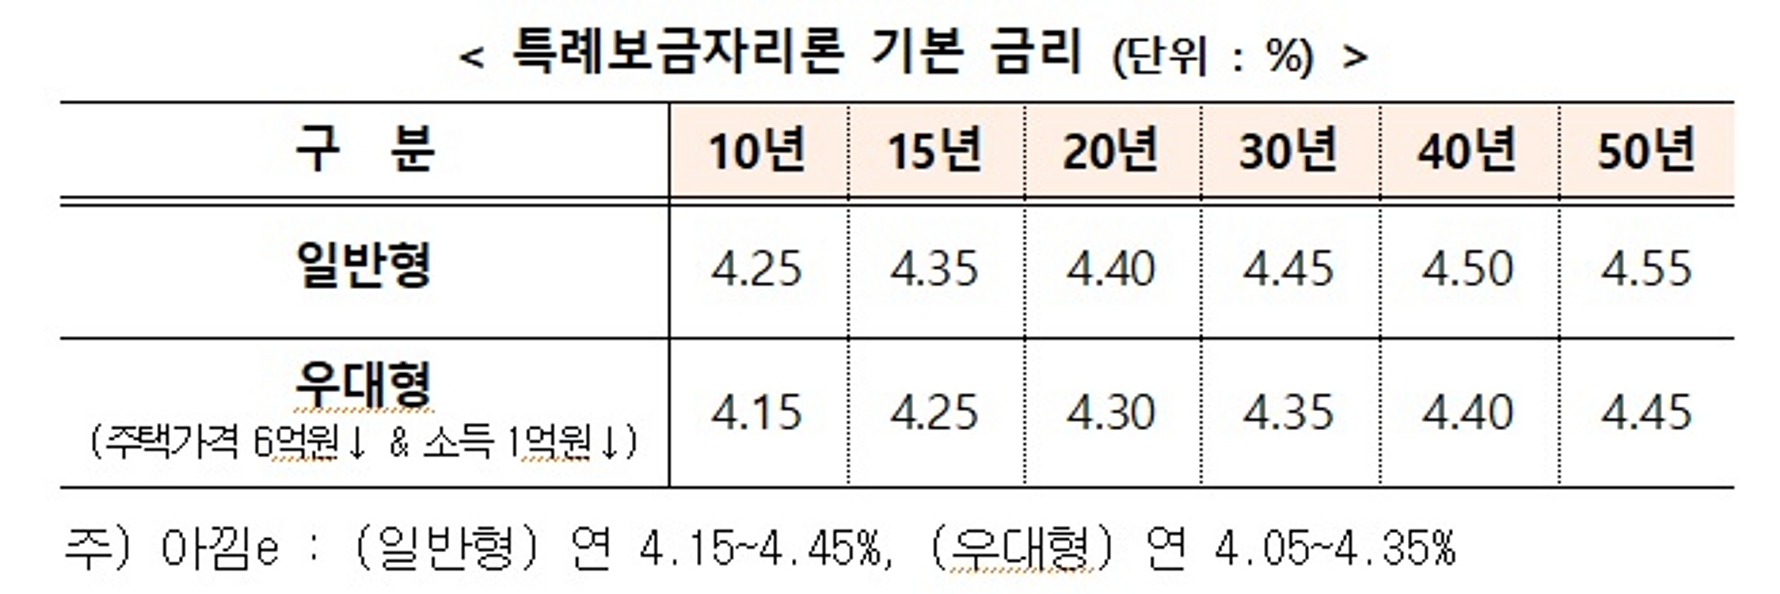 < 특례보금자리론 기본 금리 (단위 : %) >
구 분 10년 15년 20년 30년 40년 50년
일반형 4.25 4.35 4.40 4.45 4.50 4.55
우대형
(주택가격 6억원↓ & 소득 1억원↓) 4.15 4.25 4.30 4.35 4.40 4.45
주) 아낌e : (일반형) 연 4.15~4.45%, (우대형) 연 4.05~4.35%